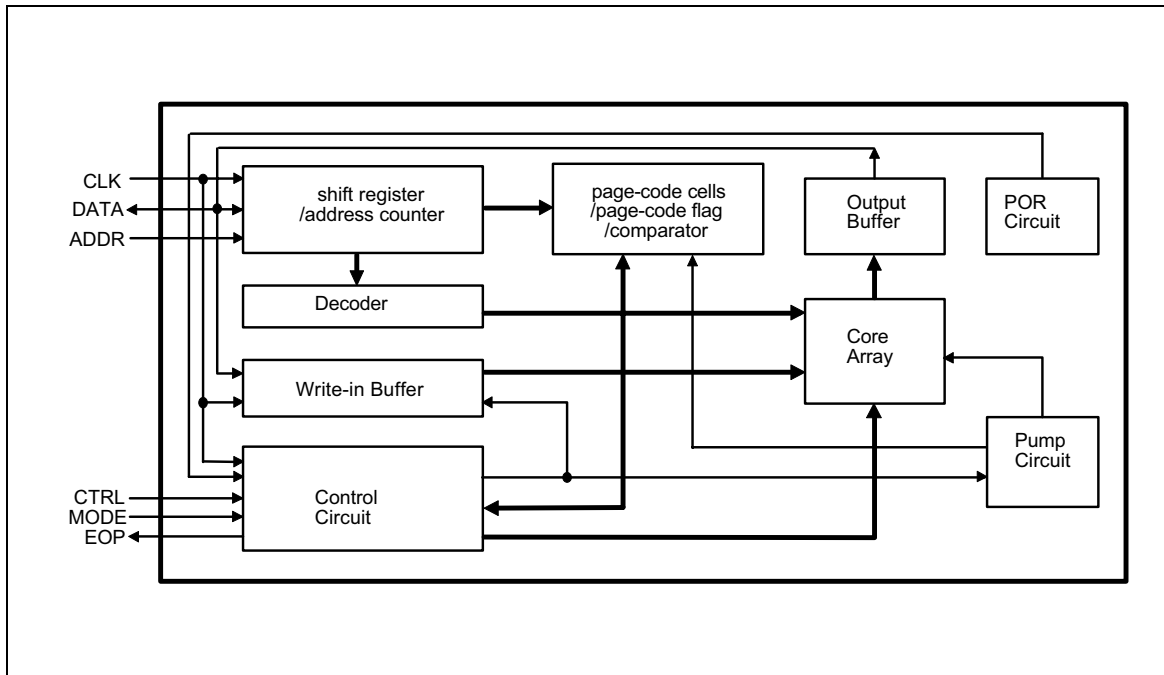 CLK
DATA
ADDR
shift register
/address counter
page-code cells
/page-code flag
/comparator
Output
Buffer
POR
Circuit
Decoder
Core
Array
Write-in Buffer
Pump
Circuit
CTRL
MODE
EOP
Control
Circuit